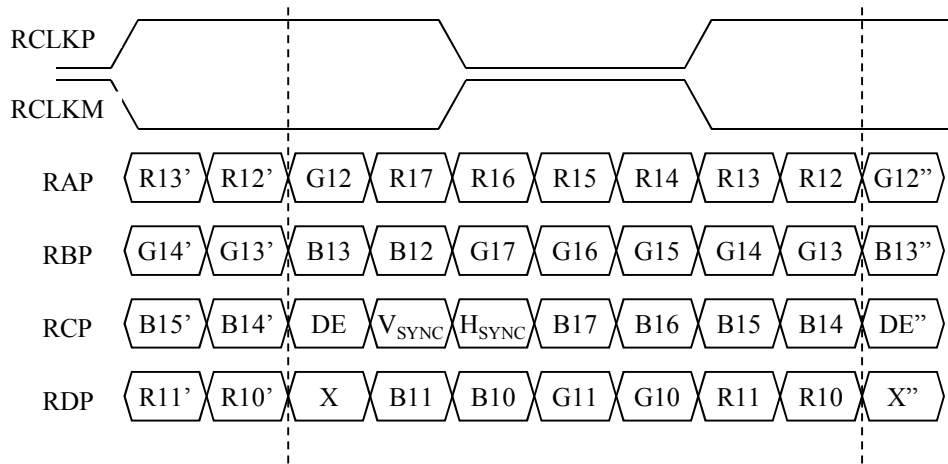 RCLKP
RCLKM
RAP R13’ R12’ G12 R17 R16 R15 R14 R13 R12 G12”
RBP G14’ G13’ B13 B12 G17 G16 G15 G14 G13 B13”
RCP B15’ B14’ DE VSYNC HSYNC B17 B16 B15 B14 DE”
RDP R11’ R10’ X B11 B10 G11 G10 R11 R10 X”